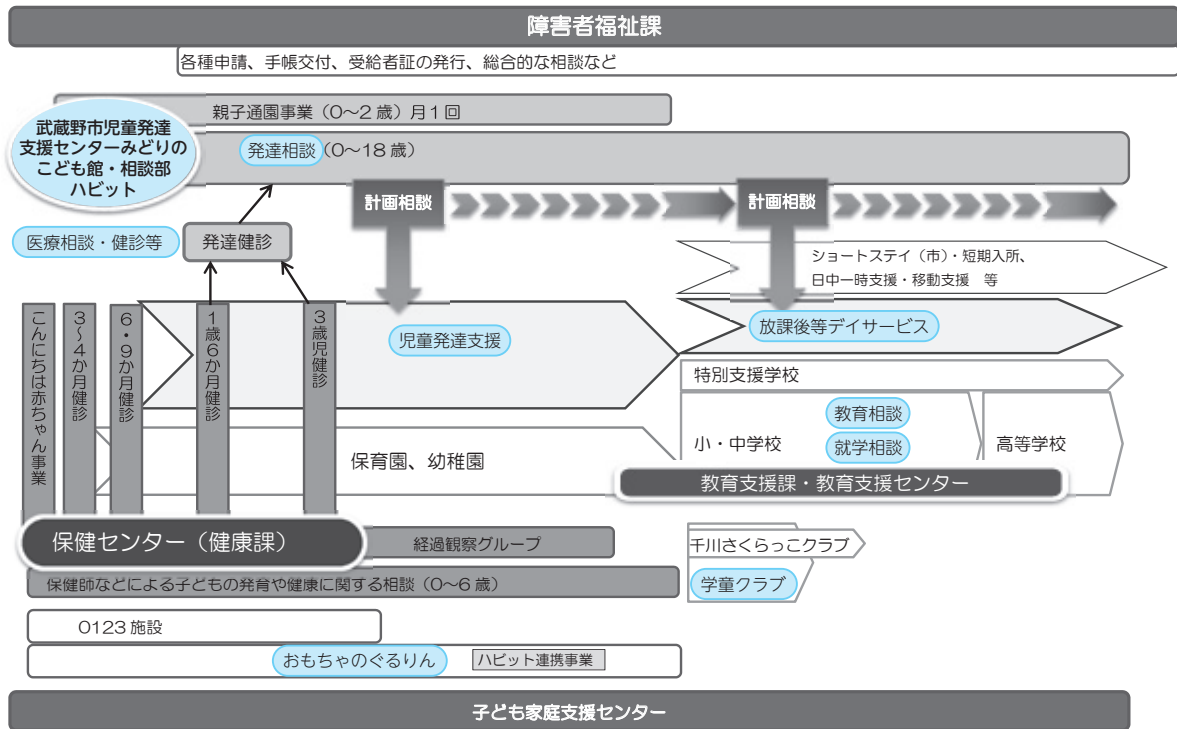 障害者福祉課
各種申請、手帳交付、受給者証の発行、総合的な相談など
親子通園事業（0〜2歳）月1回
武蔵野市児童発達
支援センターみどりの
こども館・相談部
ハビット
発達相談（0〜18歳）
計画相談
計画相談
医療相談・健診等
発達健診
ショートステイ（市）・短期入所、
日中一時支援・移動支援　等
こんにちは赤ちゃん事業
3〜4か月健診
6・9か月健診
1歳6か月健診
3歳児健診
児童発達支援
放課後等デイサービス
特別支援学校
小・中学校
教育相談
就学相談
高等学校
保育園、幼稚園
教育支援課・教育支援センター
保健センター（健康課）
経過観察グループ
千川さくらっこクラブ
保健師などによる子どもの発育や健康に関する相談（0〜6歳）
学童クラブ
0123施設
おもちゃのぐるりん
ハビット連携事業
子ども家庭支援センター